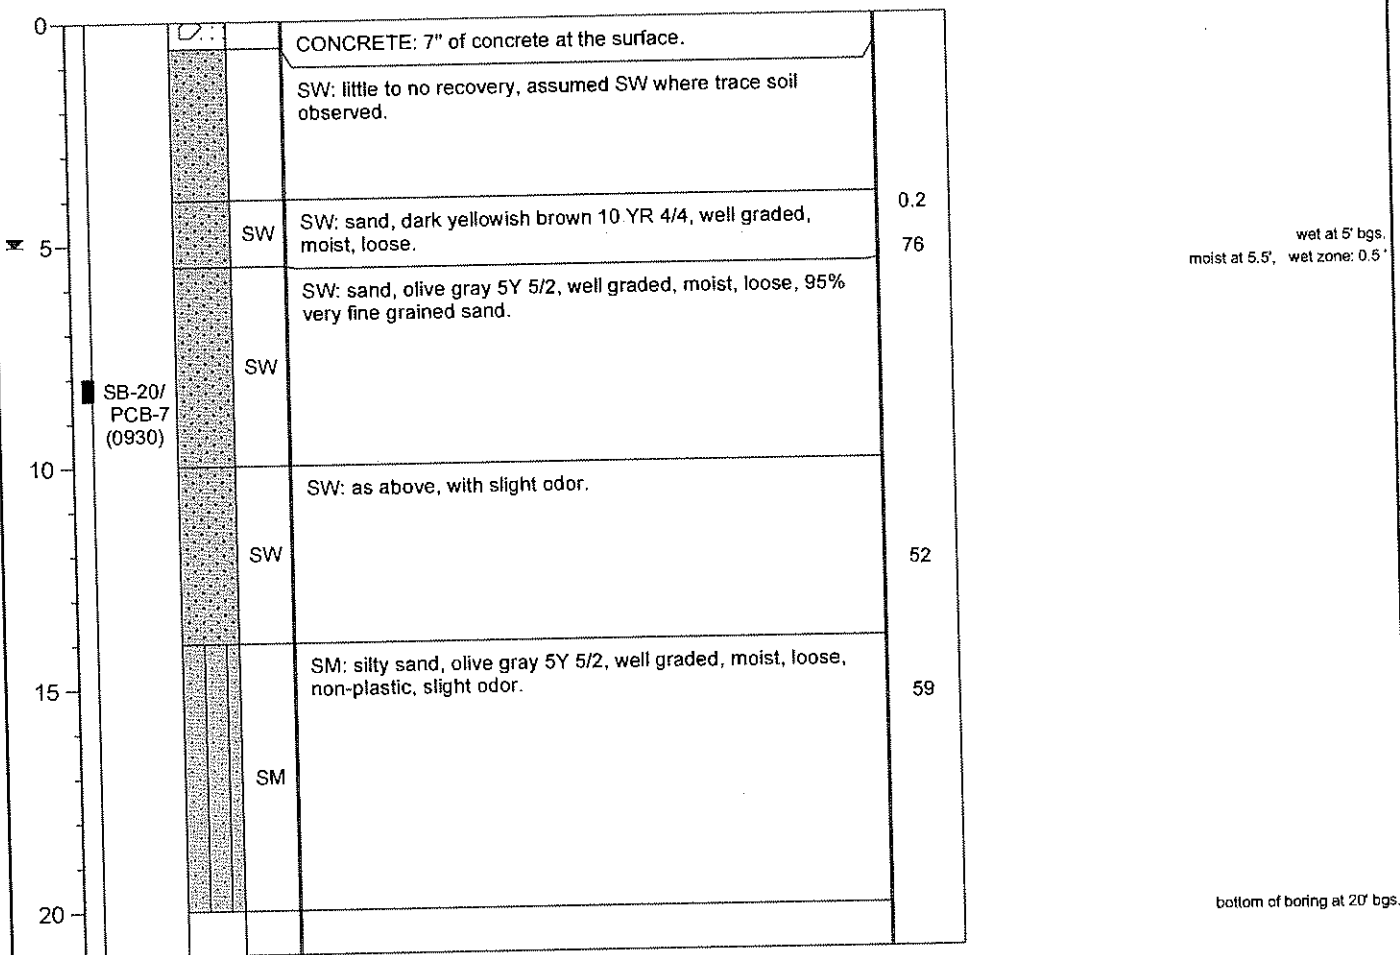 0
CONCRETE: 7" of concrete at the surface.
SW: little to no recovery, assumed SW where trace soil
observed.
0.2
SW
SW: sand, dark yellowish brown 10 YR 4/4, well graded,
moist, loose.
5
76
wet at 5' bgs.
moist at 5.5', wet zone: 0.5'
SW: sand, olive gray 5Y 5/2, well graded, moist, loose, 95%
very fine grained sand.
SW
SB-20/
PCB-7
(0930)
10
SW: as above, with slight odor.
SW
52
SM: silty sand, olive gray 5Y 5/2, well graded, moist, loose,
non-plastic, slight odor.
15
59
SM
20
bottom of boring at 20' bgs.